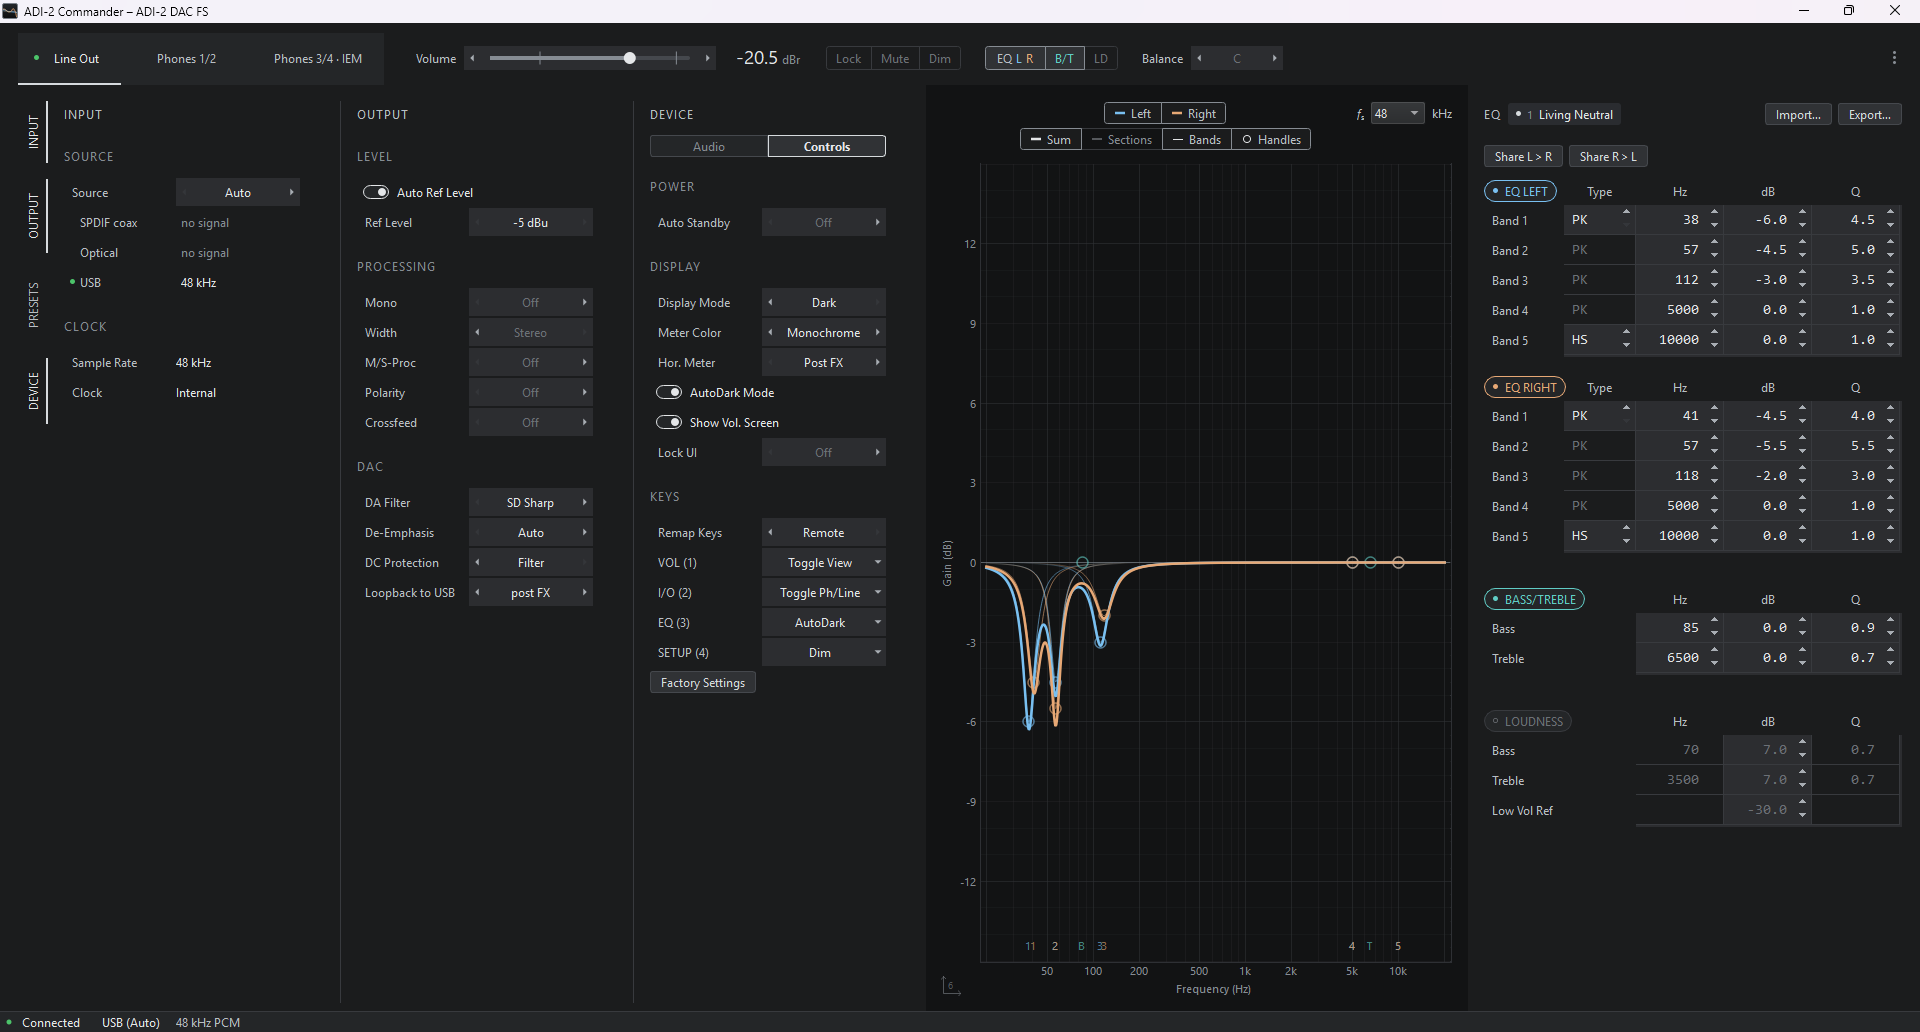 ADI-2 Commander – ADI-2 DAC FS
Line Out Phones 1/2 Phones 3/4 · IEM Volume -20.5 dBr Lock Mute Dim EQ L R B/T LD Balance C
INPUT
OUTPUT
PRESETS
DEVICE
INPUT
SOURCE
Source Auto
SPDIF coax no signal
Optical no signal
USB 48 kHz
CLOCK
Sample Rate 48 kHz
Clock Internal
OUTPUT
LEVEL
Auto Ref Level
Ref Level -5 dBu
PROCESSING
Mono Off
Width Stereo
M/S-Proc Off
Polarity Off
Crossfeed Off
DAC
DA Filter SD Sharp
De-Emphasis Auto
DC Protection Filter
Loopback to USB post FX
DEVICE
Audio Controls
POWER
Auto Standby Off
DISPLAY
Display Mode Dark
Meter Color Monochrome
Hor. Meter Post FX
AutoDark Mode
Show Vol. Screen
Lock UI Off
KEYS
Remap Keys Remote
VOL (1) Toggle View
I/O (2) Toggle Ph/Line
EQ (3) AutoDark
SETUP (4) Dim
Factory Settings
Left Right fs 48 kHz
Sum Sections Bands Handles
12
9
6
3
0
-3
-6
-9
-12
Gain (dB)
11 2 B 33 4 T 5
50 100 200 500 1k 2k 5k 10k
Frequency (Hz)
6
EQ 1 Living Neutral Import... Export...
Share L > R Share R > L
EQ LEFT Type Hz dB Q
Band 1 PK 38 -6.0 4.5
Band 2 PK 57 -4.5 5.0
Band 3 PK 112 -3.0 3.5
Band 4 PK 5000 0.0 1.0
Band 5 HS 10000 0.0 1.0
EQ RIGHT Type Hz dB Q
Band 1 PK 41 -4.5 4.0
Band 2 PK 57 -5.5 5.5
Band 3 PK 118 -2.0 3.0
Band 4 PK 5000 0.0 1.0
Band 5 HS 10000 0.0 1.0
BASS/TREBLE Hz dB Q
Bass 85 0.0 0.9
Treble 6500 0.0 0.7
LOUDNESS Hz dB Q
Bass 70 7.0 0.7
Treble 3500 7.0 0.7
Low Vol Ref -30.0
Connected USB (Auto) 48 kHz PCM